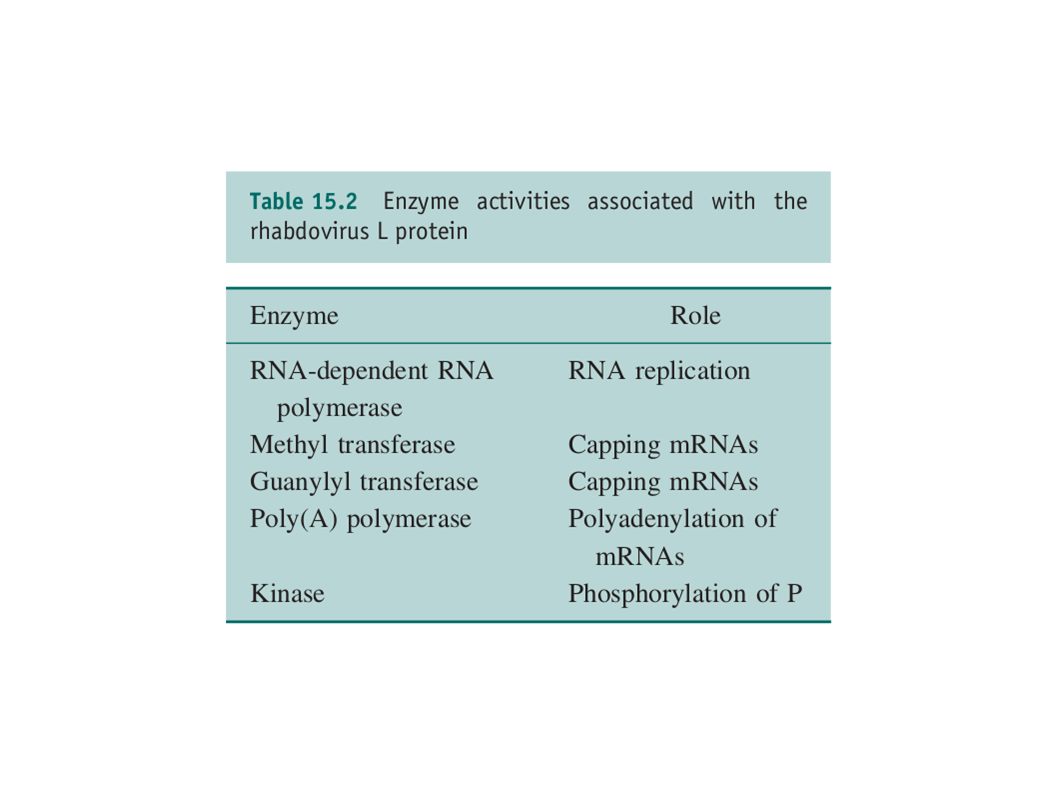 Table 15.2 Enzyme activities associated with the
rhabdovirus L protein
Enzyme Role
RNA-dependent RNA RNA replication
polymerase
Methyl transferase Capping mRNAs
Guanylyl transferase Capping mRNAs
Poly(A) polymerase Polyadenylation of
mRNAs
Kinase Phosphorylation of P